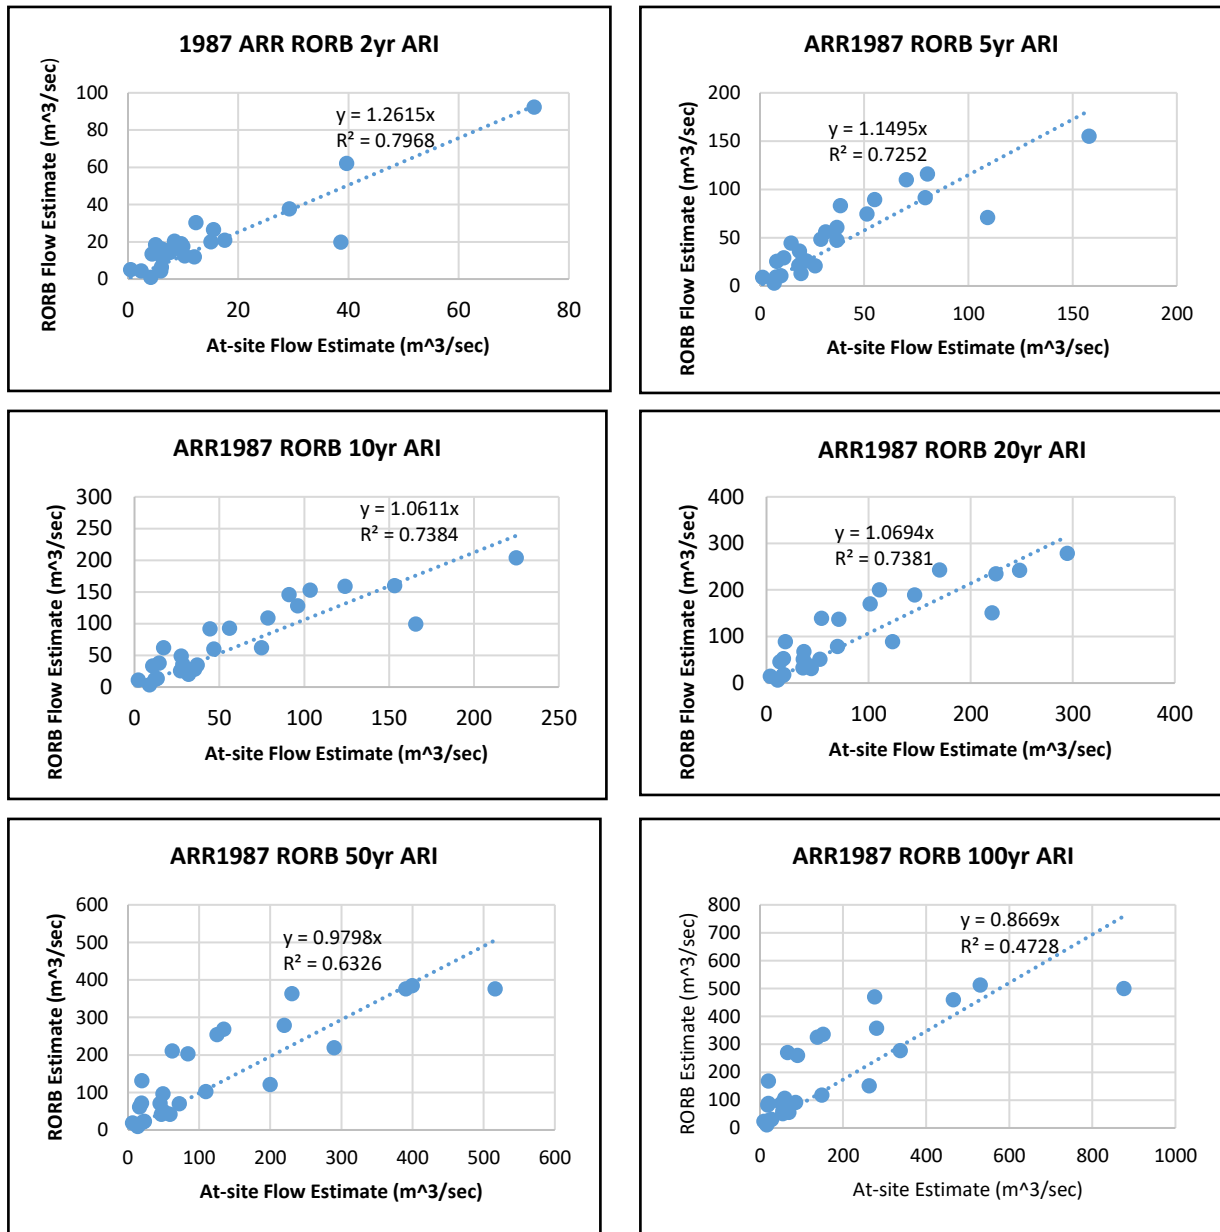 1987 ARR RORB 2yr ARI
RORB Flow Estimate (m^3/sec)
100
80
60
40
20
0
y = 1.2615x
R² = 0.7968
0 20 40 60 80
At-site Flow Estimate (m^3/sec)
ARR1987 RORB 5yr ARI
RORB Flow Estimate (m^3/sec)
200
150
100
50
0
y = 1.1495x
R² = 0.7252
0 50 100 150 200
At-site Flow Estimate (m^3/sec)
ARR1987 RORB 10yr ARI
RORB Flow Estimate (m^3/sec)
300
250
200
150
100
50
0
y = 1.0611x
R² = 0.7384
0 50 100 150 200 250
At-site Flow Estimate (m^3/sec)
ARR1987 RORB 20yr ARI
RORB Flow Estimate (m^3/sec)
400
300
200
100
0
y = 1.0694x
R² = 0.7381
0 100 200 300 400
At-site Flow Estimate (m^3/sec)
ARR1987 RORB 50yr ARI
RORB Estimate (m^3/sec)
600
500
400
300
200
100
0
y = 0.9798x
R² = 0.6326
0 100 200 300 400 500 600
At-site Flow Estimate (m^3/sec)
ARR1987 RORB 100yr ARI
RORB Estimate (m^3/sec)
800
700
600
500
400
300
200
100
0
y = 0.8669x
R² = 0.4728
0 200 400 600 800 1000
At-site Estimate (m^3/sec)